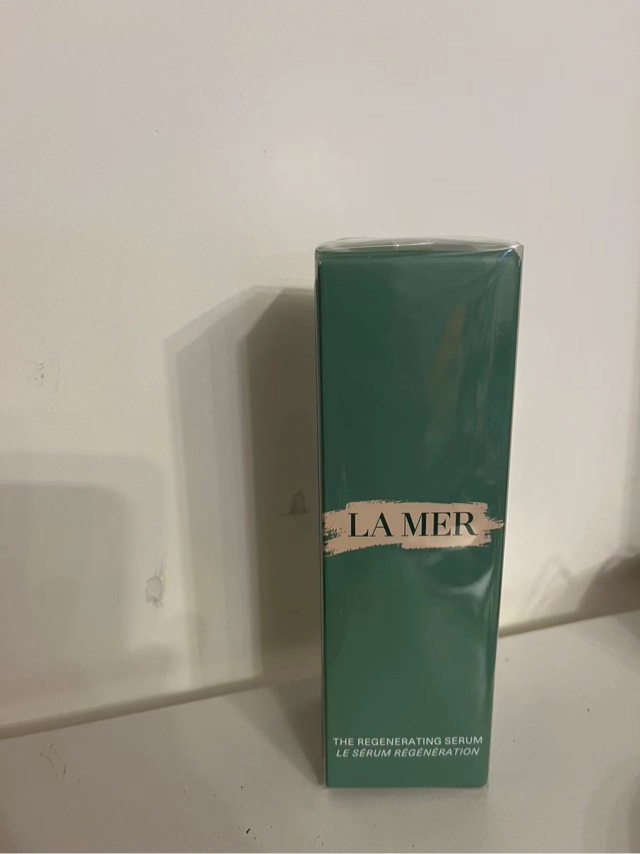 LA MER
THE REGENERATING SERUM
LE SÉRUM RÉGÉNÉRATION